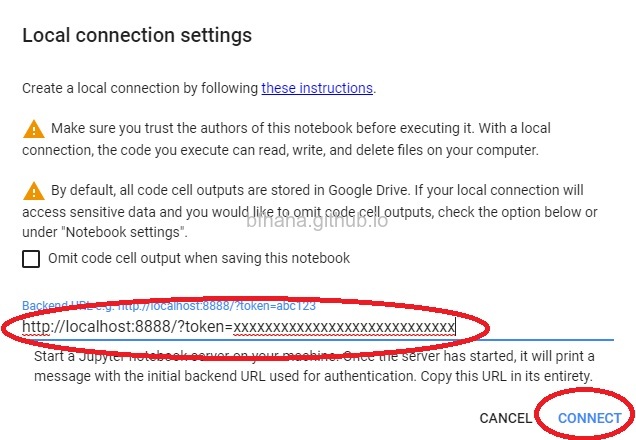 Local connection settings
Create a local connection by following these instructions.
Make sure you trust the authors of this notebook before executing it. With a local
connection, the code you execute can read, write, and delete files on your computer.
By default, all code cell outputs are stored in Google Drive. If your local connection will
access sensitive data and you would like to omit code cell outputs, check the option below or
bihana.github.io
under "Notebook settings".
Omit code cell output when saving this notebook
Backend URL e.g. http://localhost:8888/?token=abc123
http://localhost:8888/?token=xxxxxxxxxxxxxxxxxxxxxxxxxxxx
Start a Jupyter notebook server on your machine. Once the server has started, it will print a
message with the initial backend URL used for authentication. Copy this URL in its entirety.
CANCEL CONNECT